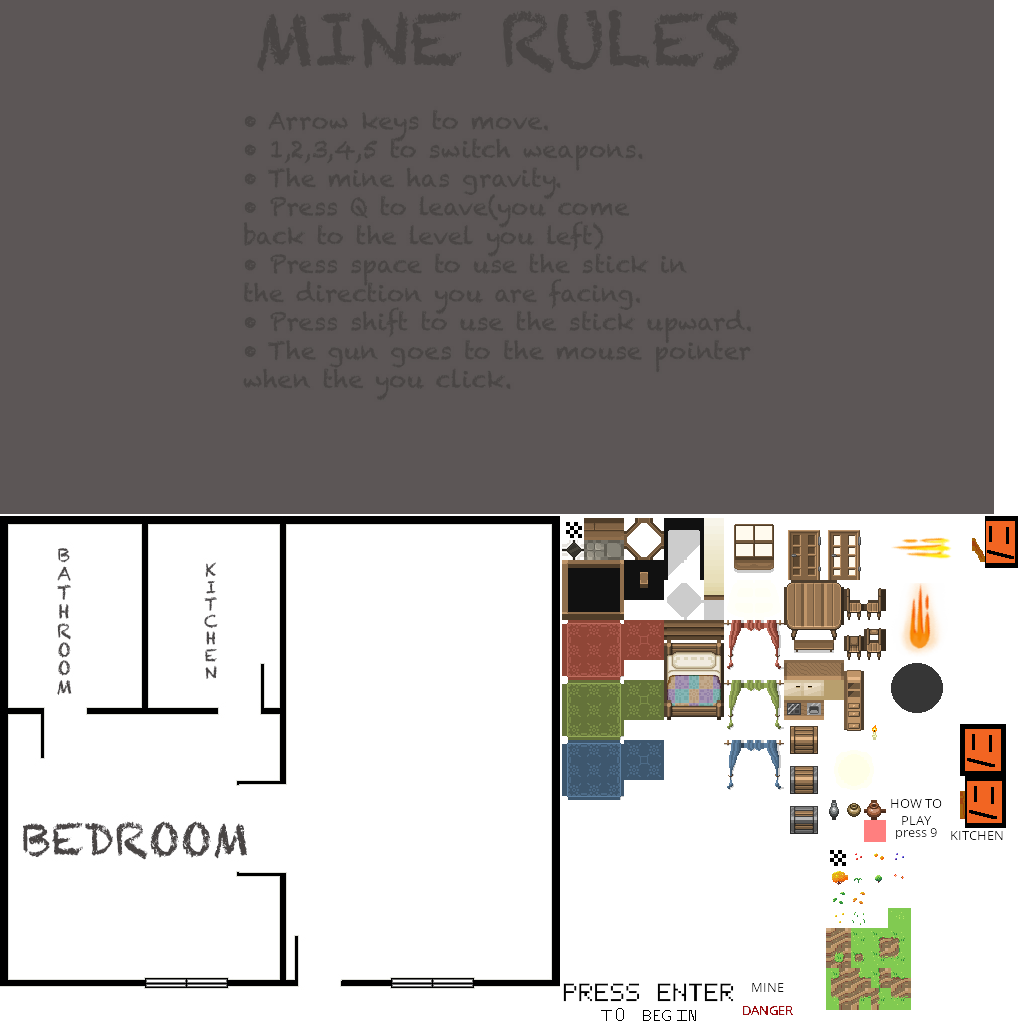 MINE RULES
• Arrow keys to move.
• 1,2,3,4,5 to switch weapons.
• The mine has gravity.
• Press Q to leave(you come
back to the level you left)
• Press space to use the stick in
the direction you are facing.
• Press shift to use the stick upward.
• The gun goes to the mouse pointer
when the you click.
BATHROOM
KITCHEN
BEDROOM
HOW TO
PLAY
press 9
KITCHEN
PRESS ENTER
TO BEGIN
MINE
DANGER